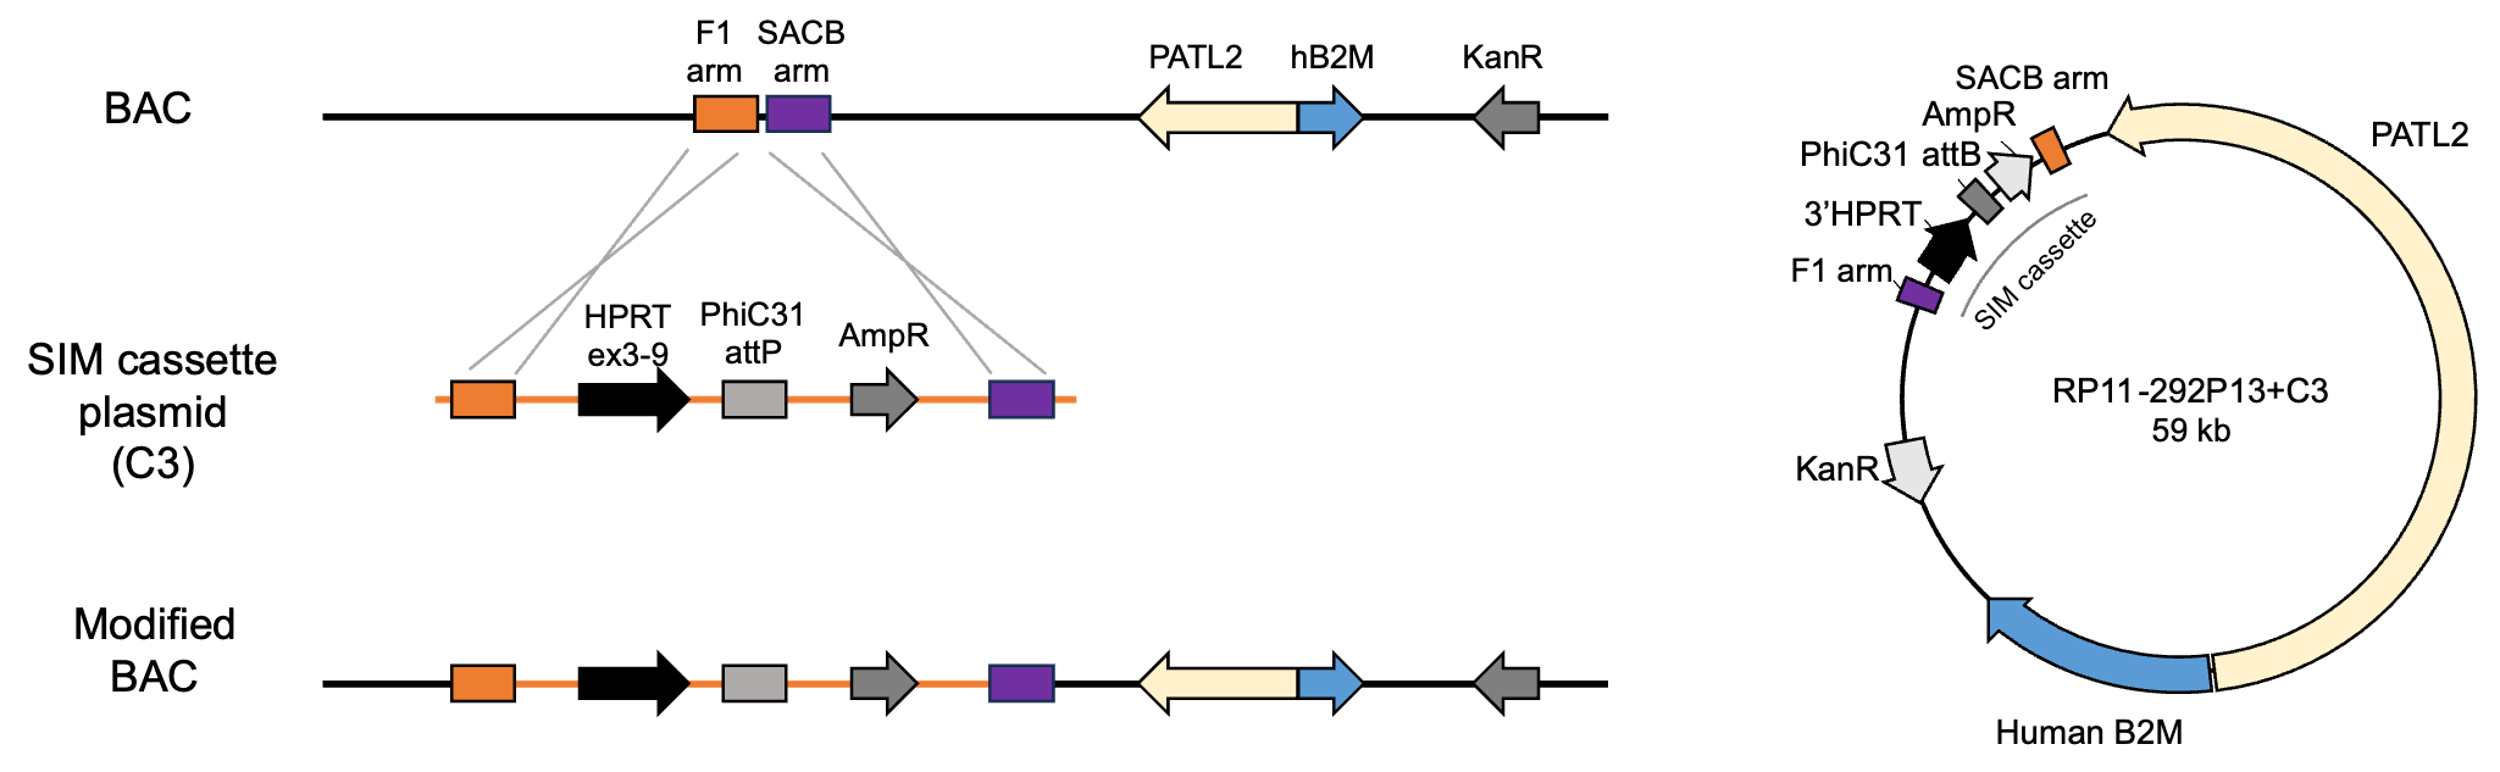 F1
arm
SACB
arm
PATL2
hB2M
KanR
BAC
HPRT
ex3-9
PhiC31
attP
AmpR
SIM cassette
plasmid
(C3)
Modified
BAC
SACB arm
AmpR
PhiC31 attB
3'HPRT
F1 arm
SIM cassette
PATL2
RP11-292P13+C3
59 kb
KanR
Human B2M